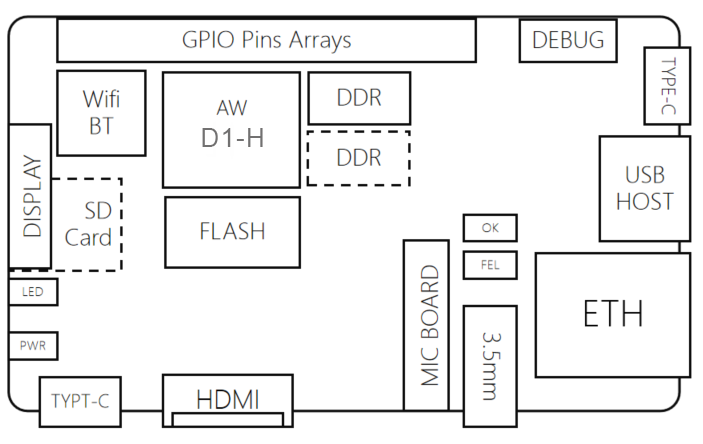 GPIO Pins Arrays
DEBUG
TYPE-C
Wifi
BT
AW
D1-H
DDR
DDR
USB
HOST
DISPLAY
SD
Card
FLASH
OK
FEL
LED
MIC BOARD
ETH
PWR
3.5mm
TYPT-C
HDMI